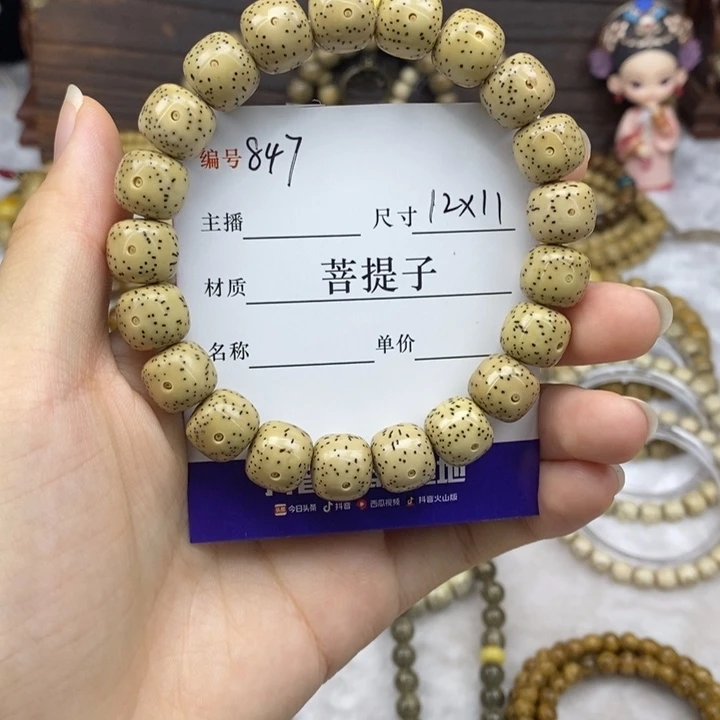 编号 847
主播 尺寸 12X11
材质 菩提子
名称 单价
今日头条 抖音 西瓜视频 抖音火山版